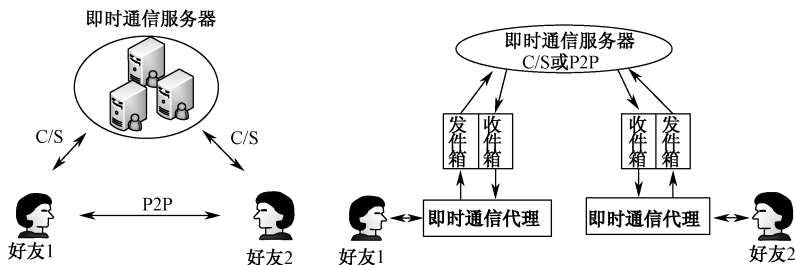 即时通信服务器
C/S
C/S
P2P
好友1
好友2
即时通信服务器
C/S或P2P
发件箱
收件箱
收件箱
发件箱
即时通信代理
即时通信代理
好友1
好友2